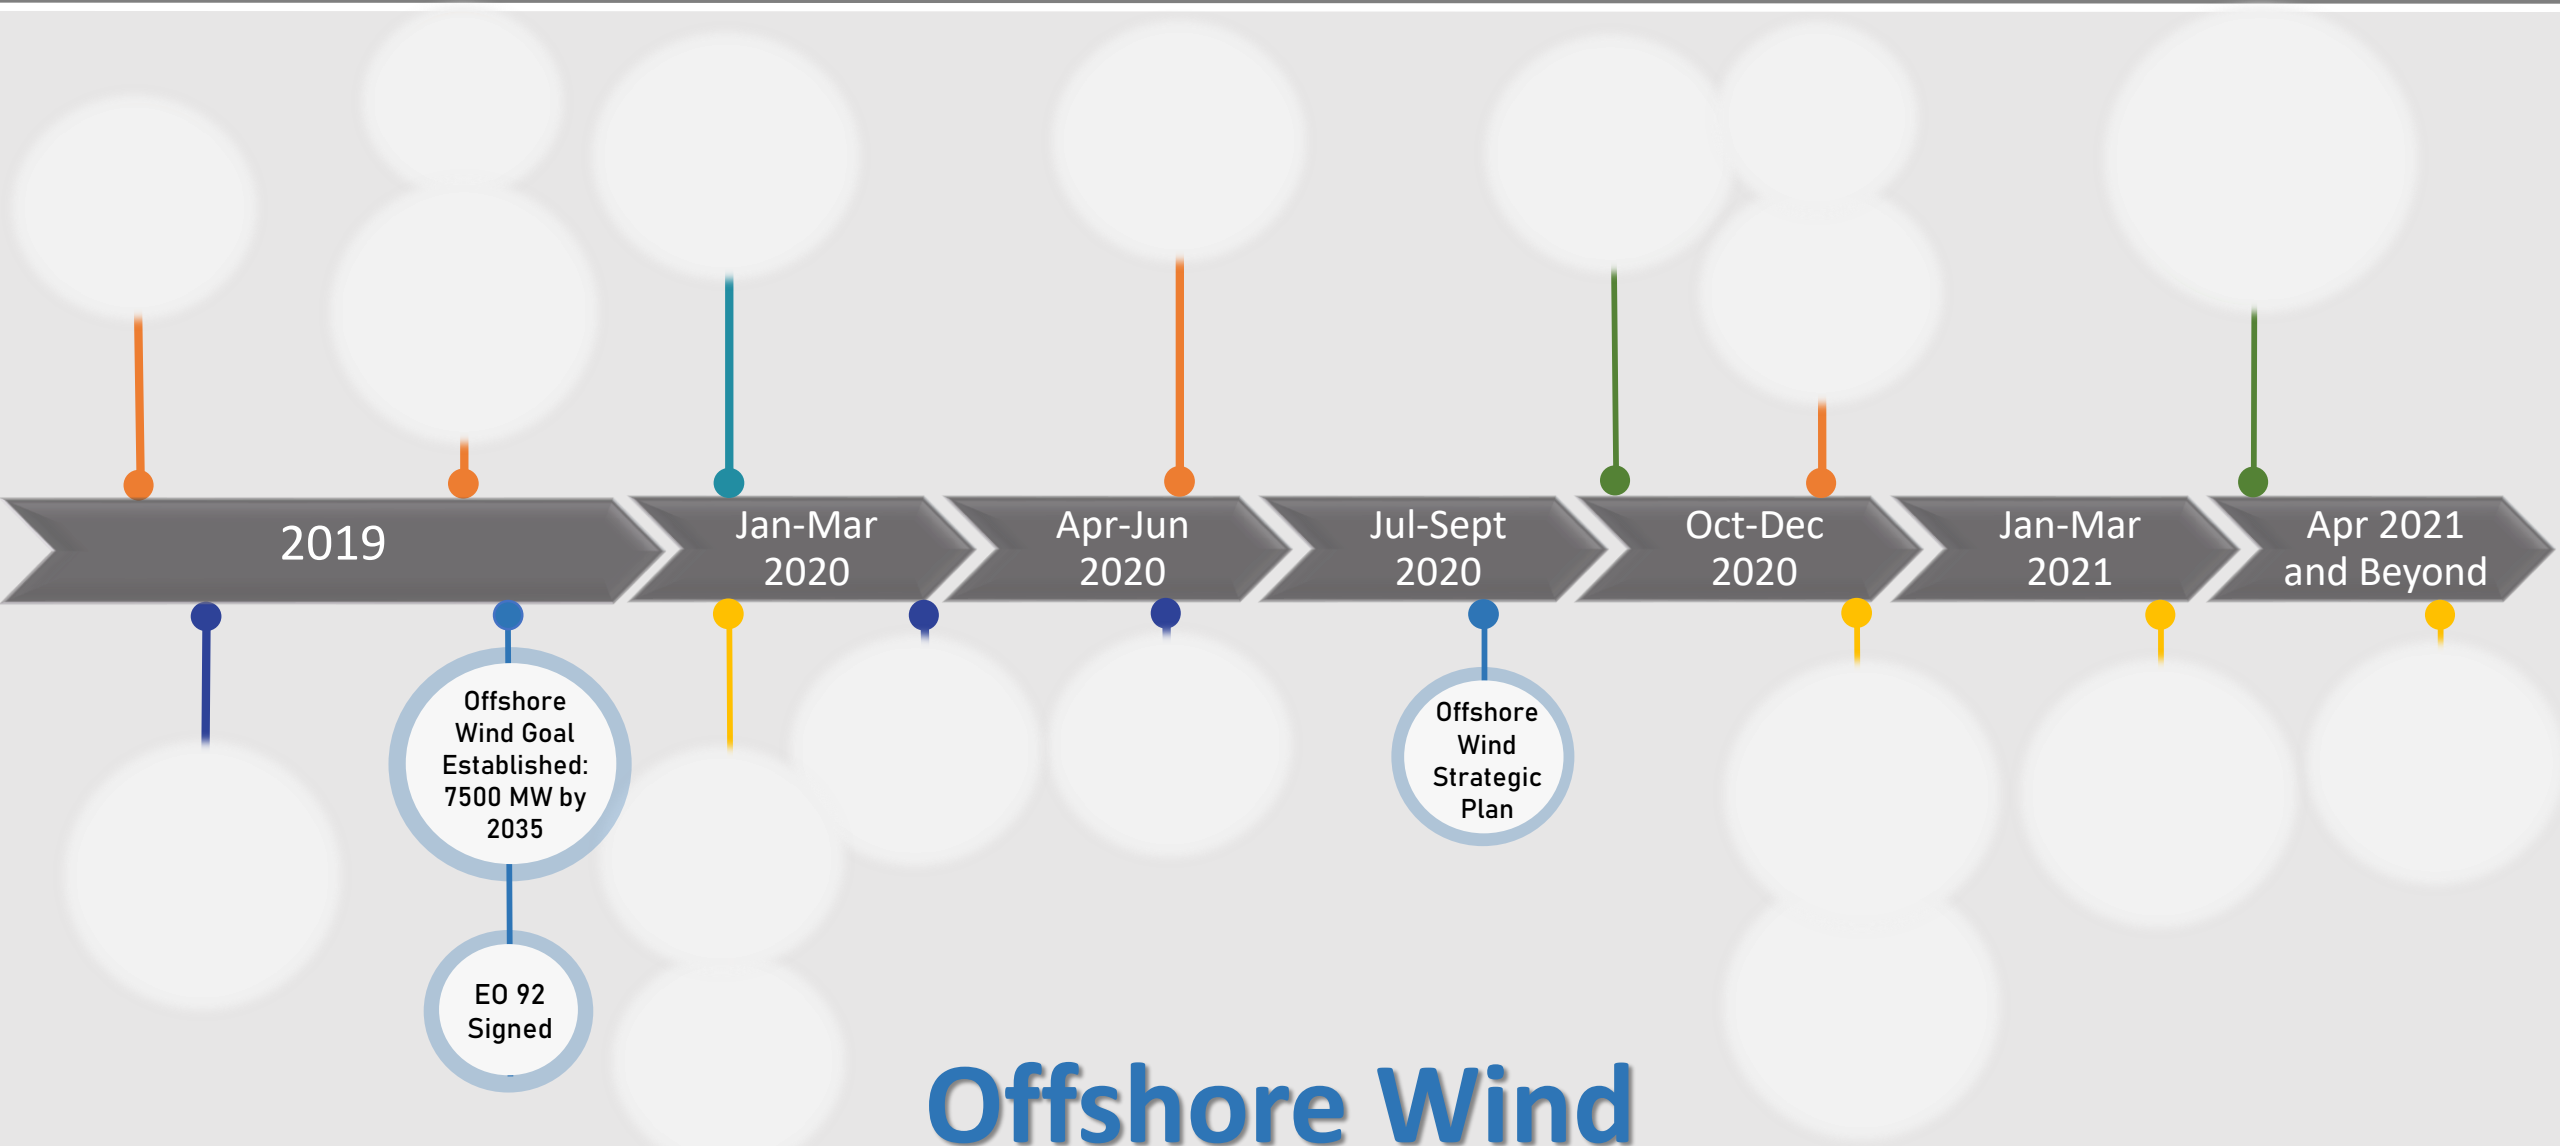 2019
Jan-Mar
2020
Apr-Jun
2020
Jul-Sept
2020
Oct-Dec
2020
Jan-Mar
2021
Apr 2021
and Beyond
Offshore
Wind Goal
Established:
7500 MW by
2035
EO 92
Signed
Offshore
Wind
Strategic
Plan
Offshore Wind